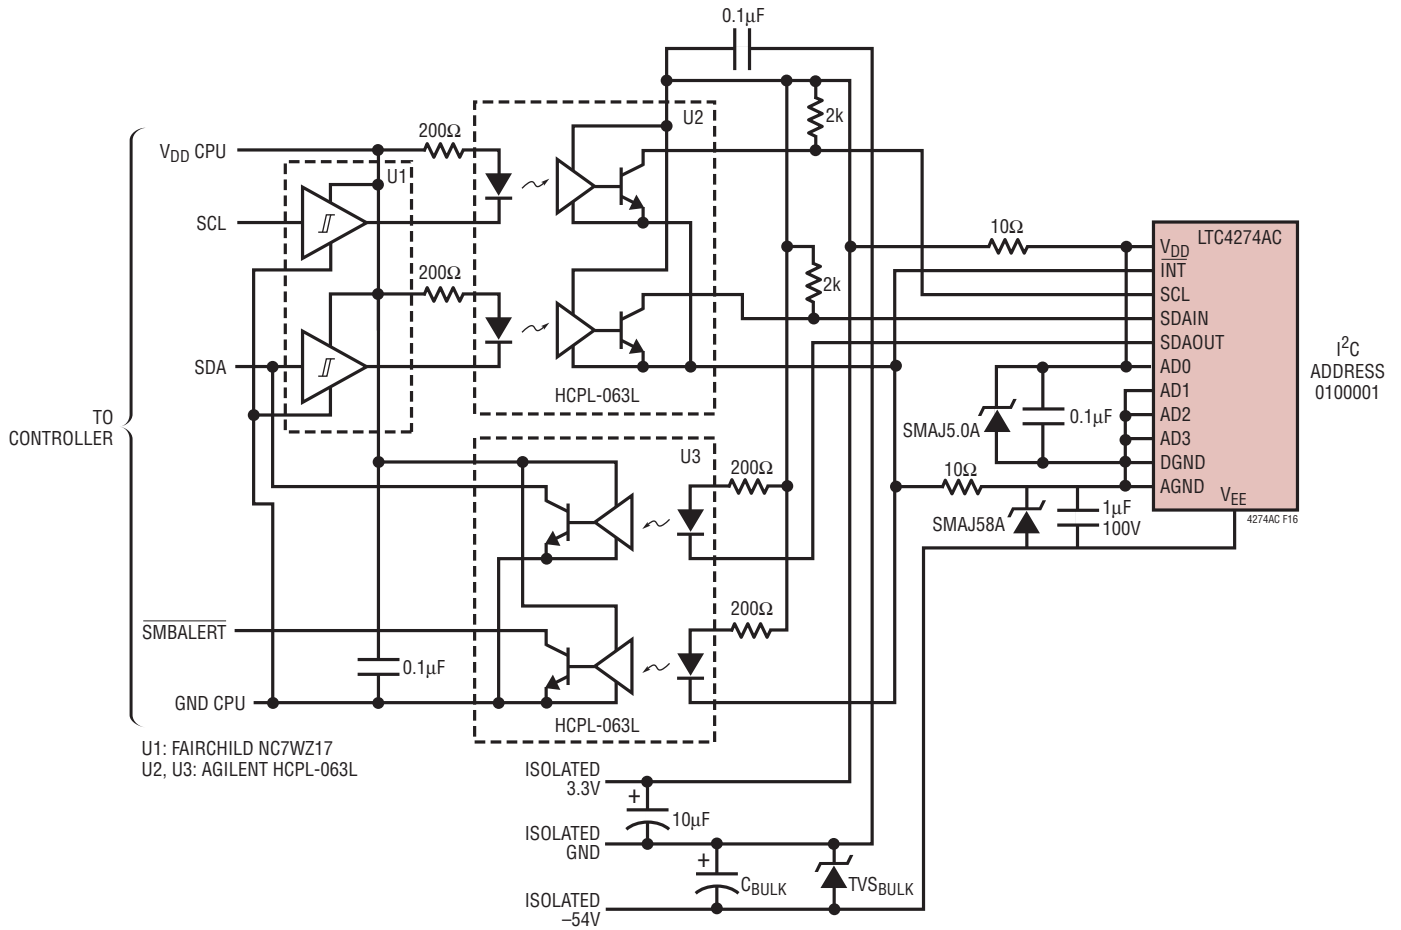 0.1µF
2k
U2
200Ω
V_DD CPU
U1
SCL
10Ω
LTC4274AC
V_DD
I̅N̅T̅
SCL
SDAIN
SDAOUT
AD0
AD1
AD2
AD3
DGND
AGND
V_EE
200Ω
2k
SDA
HCPL-063L
I²C
ADDRESS
0100001
SMAJ5.0A
0.1µF
TO
CONTROLLER
U3
200Ω
10Ω
SMAJ58A
1µF
100V
4274AC F16
200Ω
S̅M̅B̅A̅L̅E̅R̅T̅
0.1µF
GND CPU
HCPL-063L
U1: FAIRCHILD NC7WZ17
U2, U3: AGILENT HCPL-063L
ISOLATED
3.3V
+
10µF
ISOLATED
GND
+
C_BULK
TVS_BULK
ISOLATED
–54V